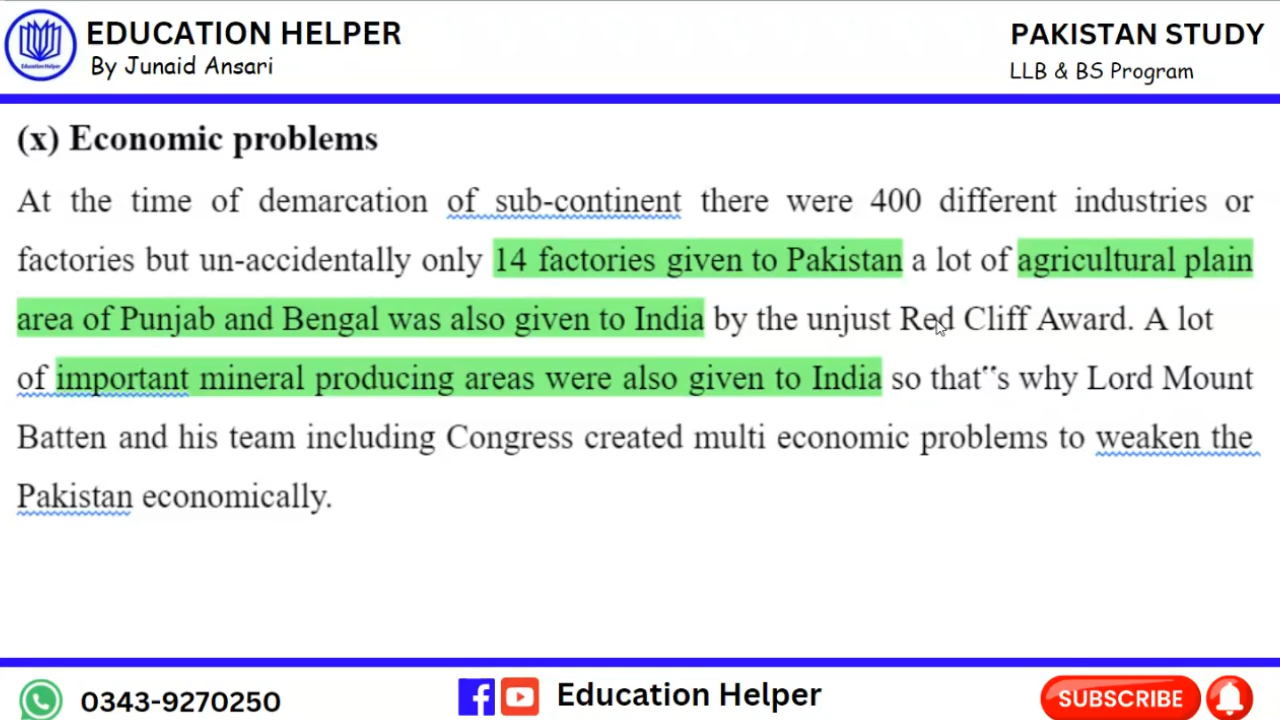 EDUCATION HELPER
By Junaid Ansari
Education Helper
PAKISTAN STUDY
LLB & BS Program
(x) Economic problems
At the time of demarcation of sub-continent there were 400 different industries or
factories but un-accidentally only 14 factories given to Pakistan a lot of agricultural plain
area of Punjab and Bengal was also given to India by the unjust Red Cliff Award. A lot
of important mineral producing areas were also given to India so that‟‟s why Lord Mount
Batten and his team including Congress created multi economic problems to weaken the
Pakistan economically.
0343-9270250
Education Helper
SUBSCRIBE